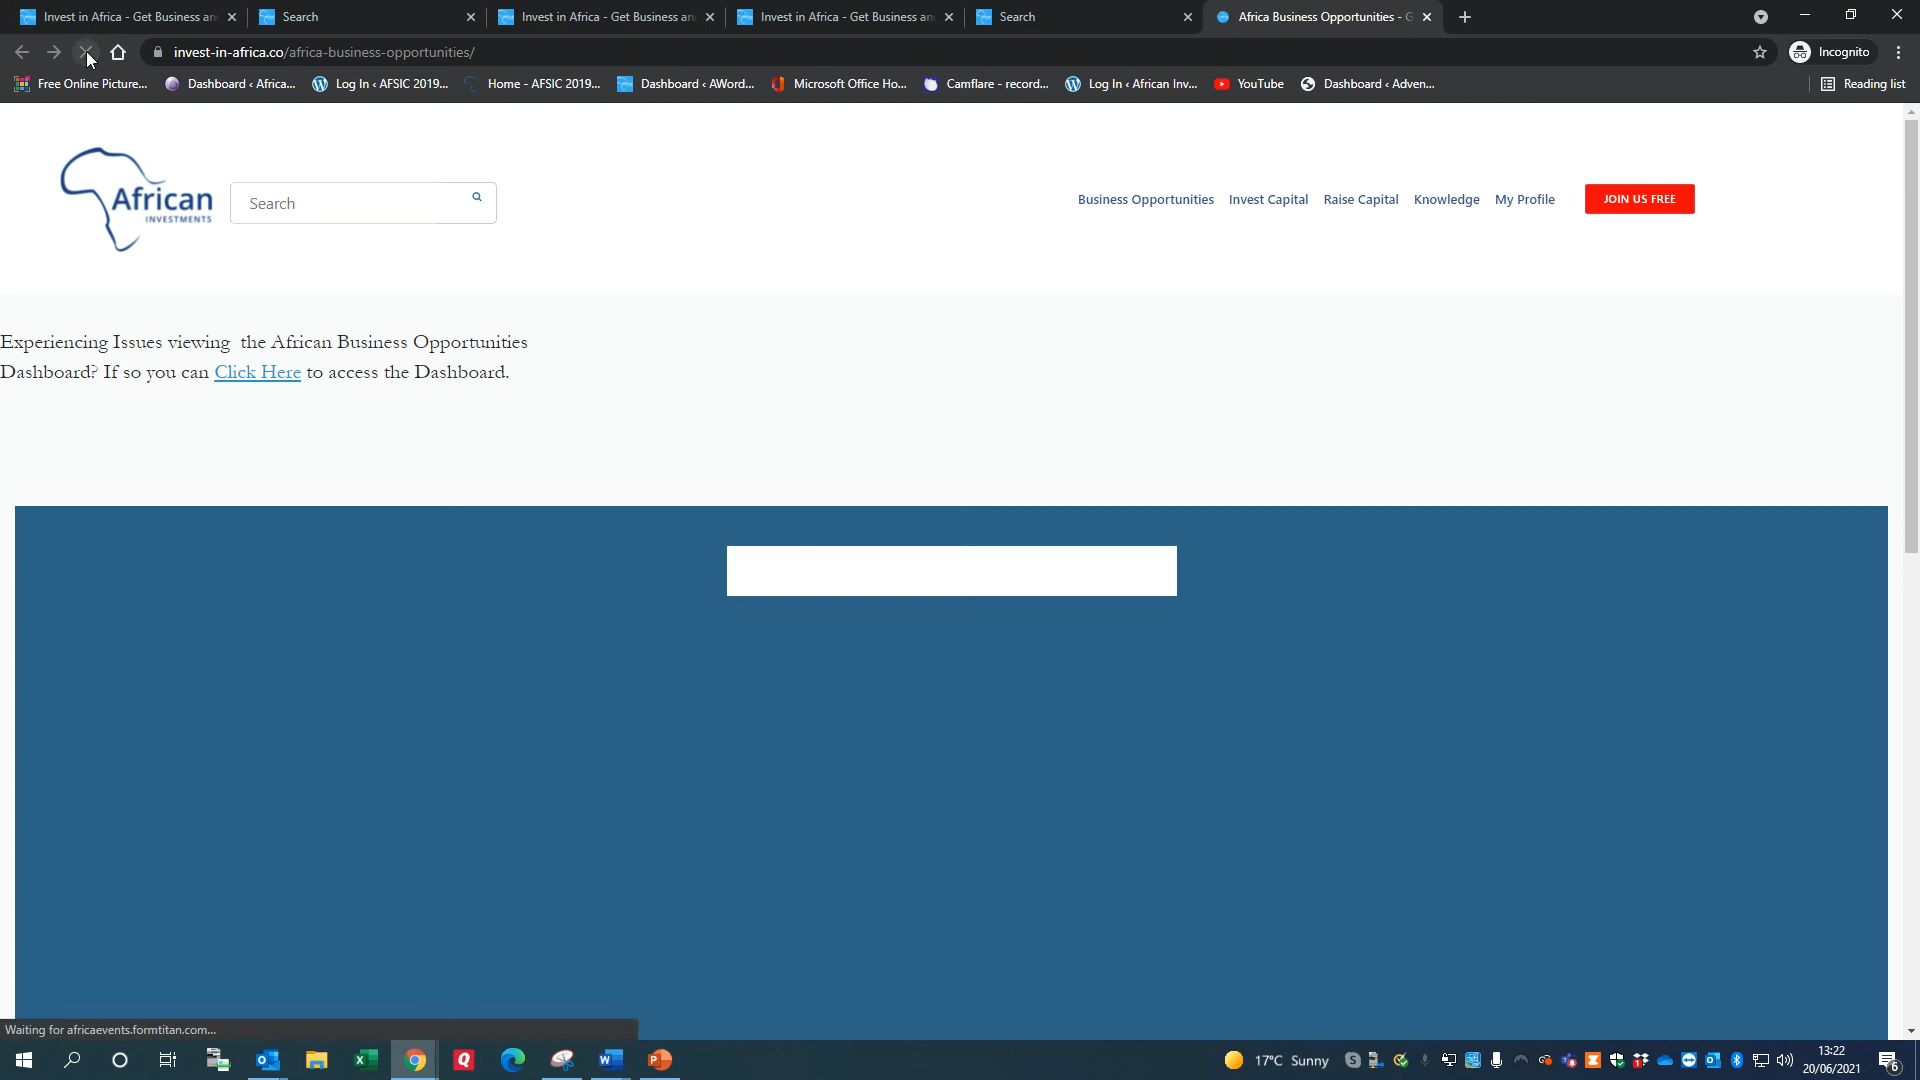 Invest in Africa - Get Business an
Search
Invest in Africa - Get Business an
Invest in Africa - Get Business an
Search
Africa Business Opportunities - G
invest-in-africa.co/africa-business-opportunities/
Incognito
Free Online Picture...
Dashboard ‹ Africa...
Log In ‹ AFSIC 2019...
Home - AFSIC 2019...
Dashboard ‹ AWord...
Microsoft Office Ho...
Camflare - record...
Log In ‹ African Inv...
YouTube
Dashboard ‹ Adven...
Reading list
African
INVESTMENTS
Search
Business Opportunities
Invest Capital
Raise Capital
Knowledge
My Profile
JOIN US FREE
Experiencing Issues viewing the African Business Opportunities
Dashboard? If so you can Click Here to access the Dashboard.
Waiting for africaevents.formtitan.com...
17°C Sunny
13:22
20/06/2021
6